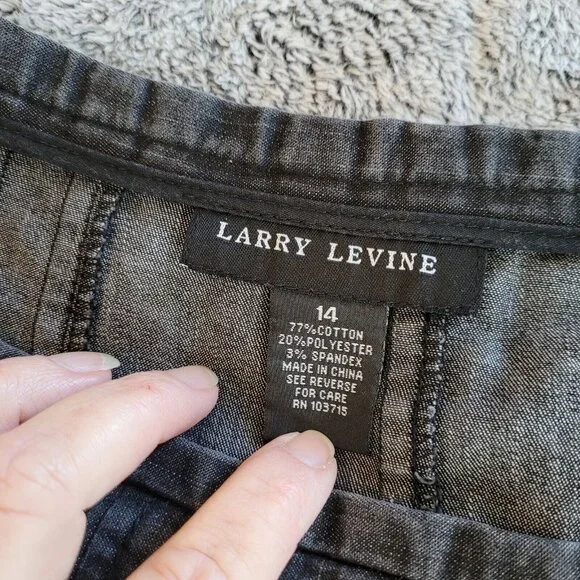 LARRY LEVINE
14
77%COTTON
20%POLYESTER
3% SPANDEX
MADE IN CHINA
SEE REVERSE
FOR CARE
RN 103715